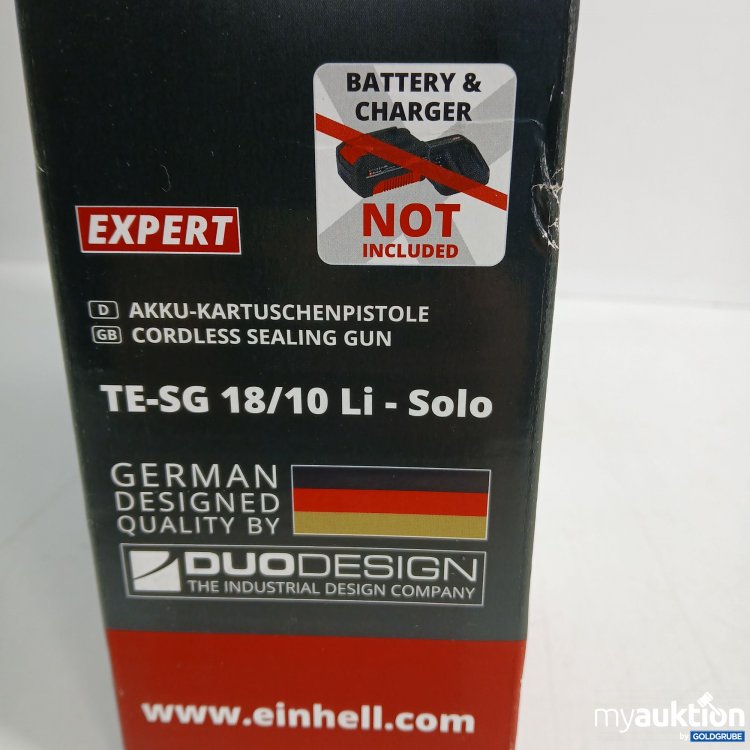 BATTERY &
CHARGER
NOT
INCLUDED
EXPERT
D AKKU-KARTUSCHENPISTOLE
GB CORDLESS SEALING GUN
TE-SG 18/10 Li - Solo
GERMAN
DESIGNED
QUALITY BY
DUODESIGN
THE INDUSTRIAL DESIGN COMPANY
www.einhell.com
myauktion
by GOLDGRUBE